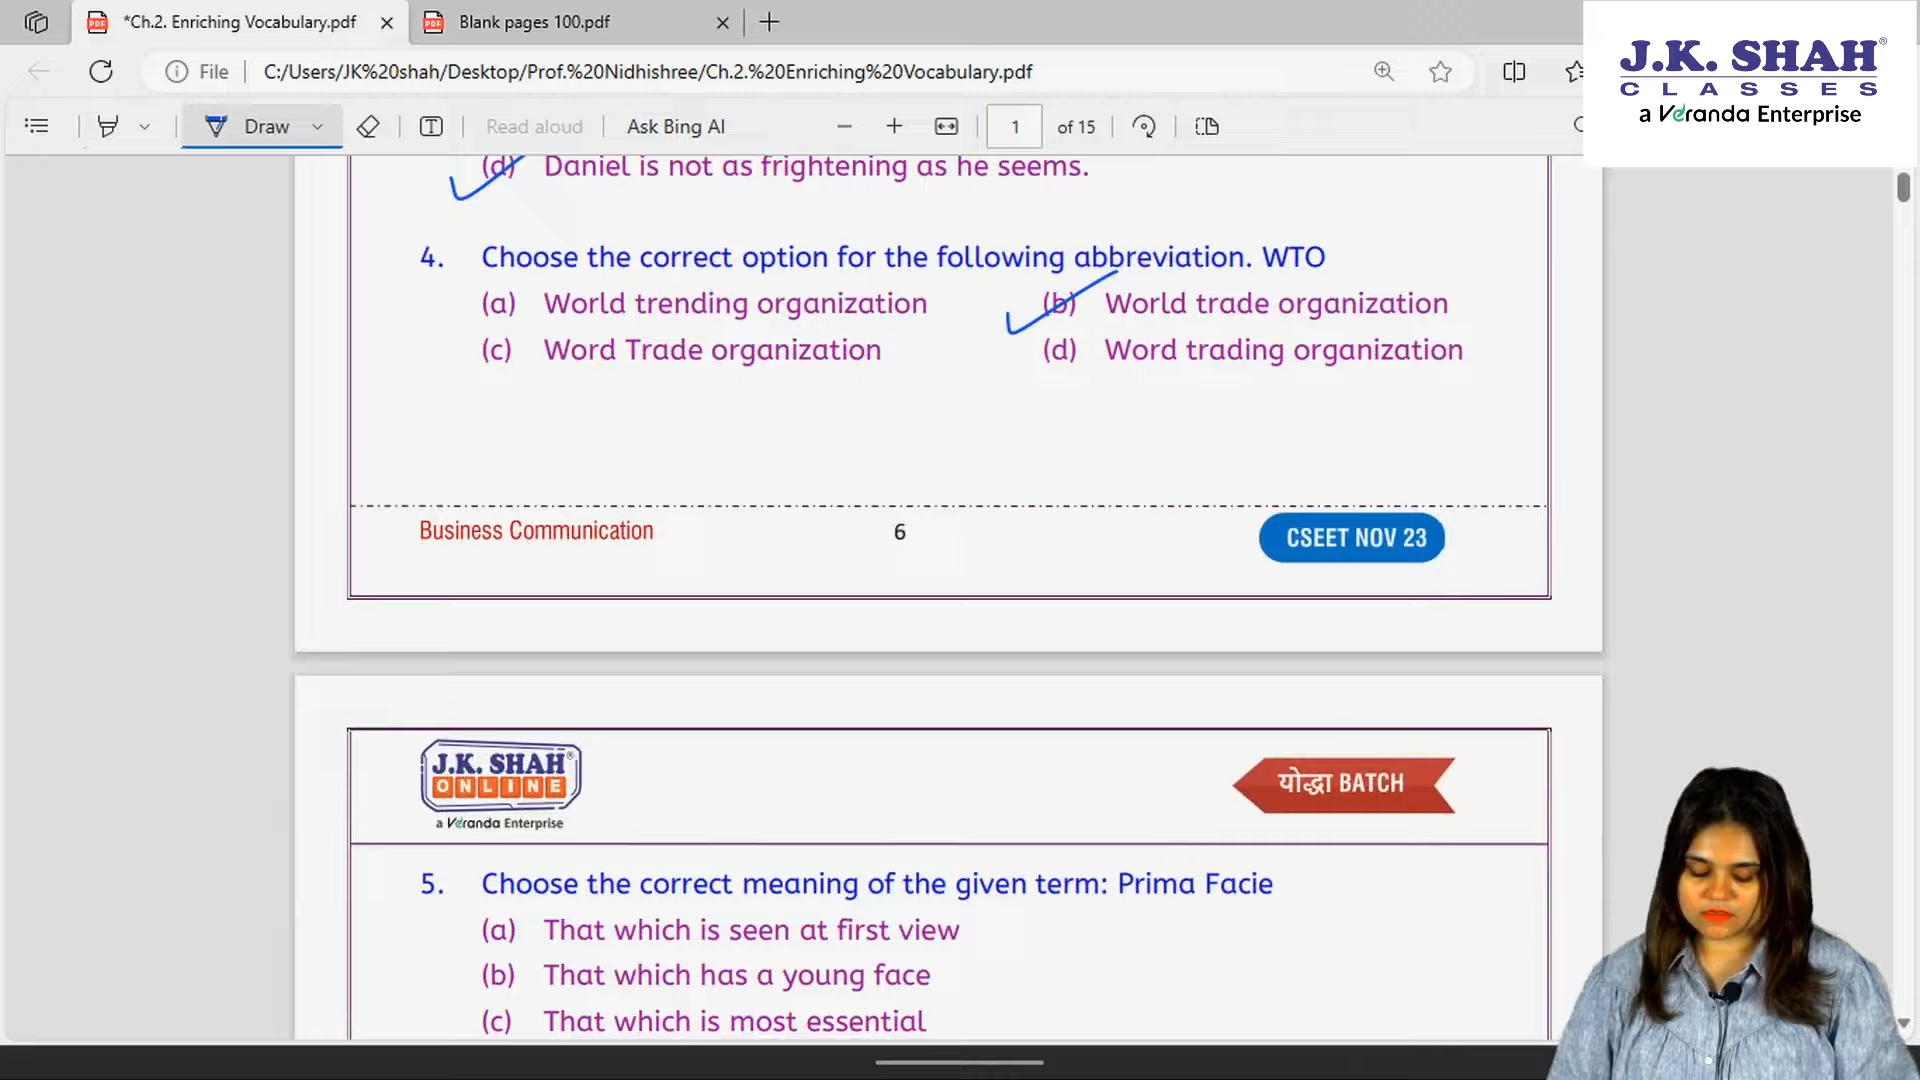 *Ch.2. Enriching Vocabulary.pdf
Blank pages 100.pdf
File
C:/Users/JK%20shah/Desktop/Prof.%20Nidhishree/Ch.2.%20Enriching%20Vocabulary.pdf
J.K. SHAH®
CLASSES
a Veranda Enterprise
Draw
Read aloud
Ask Bing AI
1
of 15
(d) Daniel is not as frightening as he seems.
4. Choose the correct option for the following abbreviation. WTO
(a) World trending organization (b) World trade organization
(c) Word Trade organization (d) Word trading organization
Business Communication 6 CSEET NOV 23
J.K. SHAH®
ONLINE
a Veranda Enterprise
योद्धा BATCH
5. Choose the correct meaning of the given term: Prima Facie
(a) That which is seen at first view
(b) That which has a young face
(c) That which is most essential